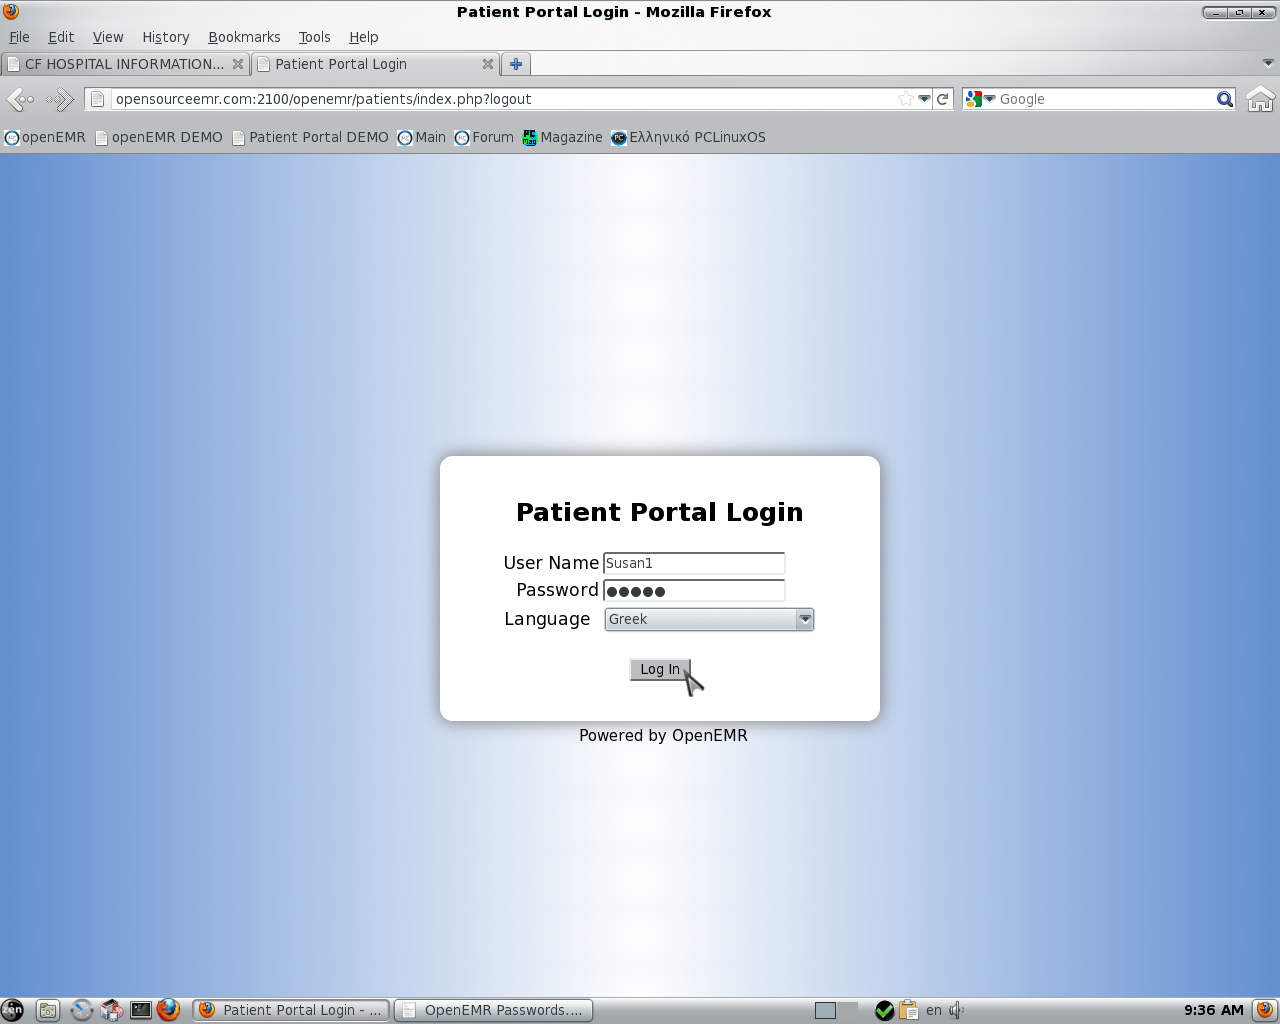 Patient Portal Login - Mozilla Firefox
File Edit View History Bookmarks Tools Help
CF HOSPITAL INFORMATION... Patient Portal Login
opensourceemr.com:2100/openemr/patients/index.php?logout Google
openEMR openEMR DEMO Patient Portal DEMO Main Forum Magazine Ελληνικό PCLinuxOS
Patient Portal Login
User Name Susan1
Password ●●●●●
Language Greek
Log In
Powered by OpenEMR
zen Patient Portal Login - ... OpenEMR Passwords.... en 9:36 AM